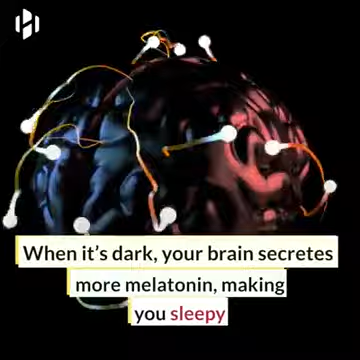 When it's dark, your brain secretes
more melatonin, making
you sleepy